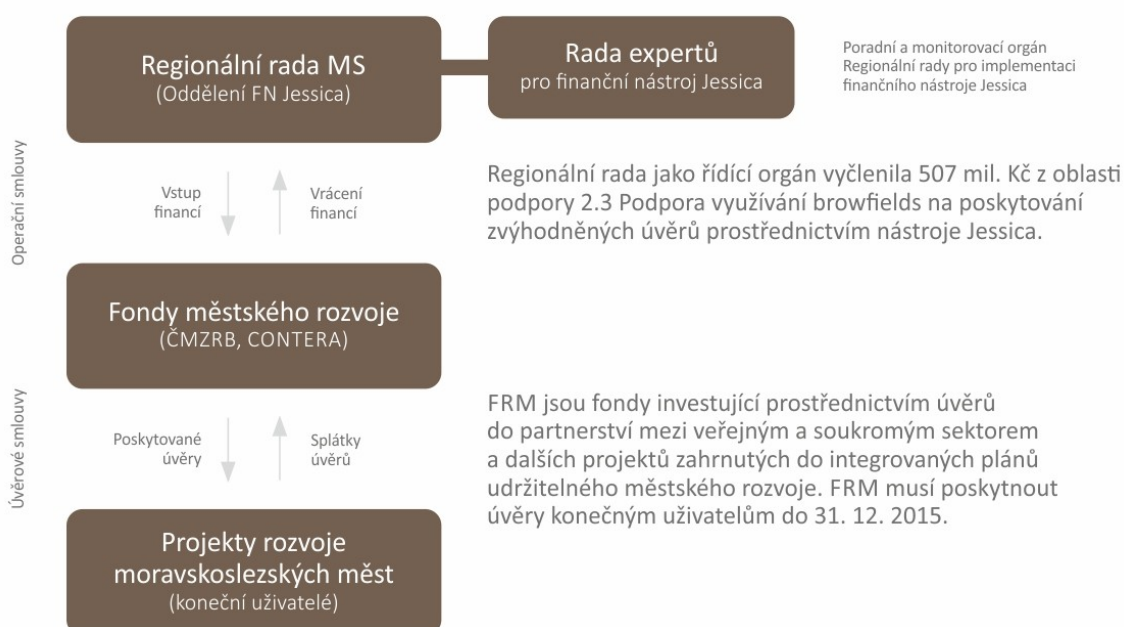 Regionální rada MS
(Oddělení FN Jessica)
Rada expertů
pro finanční nástroj Jessica
Poradní a monitorovací orgán
Regionální rady pro implementaci
finančního nástroje Jessica
Operační smlouvy
Vstup
financí
Vrácení
financí
Regionální rada jako řídící orgán vyčlenila 507 mil. Kč z oblasti
podpory 2.3 Podpora využívání browfields na poskytování
zvýhodněných úvěrů prostřednictvím nástroje Jessica.
Fondy městského rozvoje
(ČMZRB, CONTERA)
Úvěrové smlouvy
Poskytované
úvěry
Splátky
úvěrů
FRM jsou fondy investující prostřednictvím úvěrů
do partnerství mezi veřejným a soukromým sektorem
a dalších projektů zahrnutých do integrovaných plánů
udržitelného městského rozvoje. FRM musí poskytnout
úvěry konečným uživatelům do 31. 12. 2015.
Projekty rozvoje
moravskoslezských měst
(koneční uživatelé)